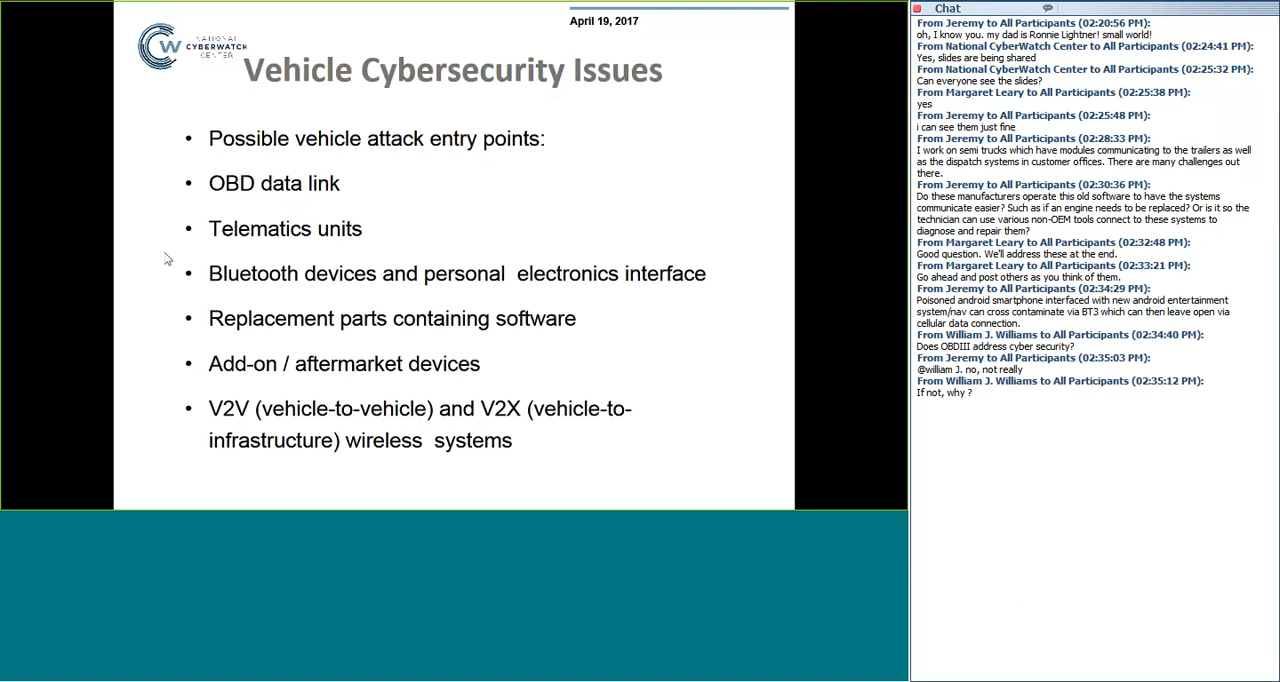 April 19, 2017
CW NATIONAL
CYBERWATCH
CENTER
Vehicle Cybersecurity Issues
• Possible vehicle attack entry points:
• OBD data link
• Telematics units
• Bluetooth devices and personal  electronics interface
• Replacement parts containing software
• Add-on / aftermarket devices
• V2V (vehicle-to-vehicle) and V2X (vehicle-to-
infrastructure) wireless  systems
Chat
From Jeremy to All Participants (02:20:56 PM):
oh, I know you. my dad is Ronnie Lightner! small world!
From National CyberWatch Center to All Participants (02:24:41 PM):
Yes, slides are being shared
From National CyberWatch Center to All Participants (02:25:32 PM):
Can everyone see the slides?
From Margaret Leary to All Participants (02:25:38 PM):
yes
From Jeremy to All Participants (02:25:48 PM):
i can see them just fine
From Jeremy to All Participants (02:28:33 PM):
I work on semi trucks which have modules communicating to the trailers as well
as the dispatch systems in customer offices. There are many challenges out
there.
From Jeremy to All Participants (02:30:36 PM):
Do these manufacturers operate this old software to have the systems
communicate easier? Such as if an engine needs to be replaced? Or is it so the
technician can use various non-OEM tools connect to these systems to
diagnose and repair them?
From Margaret Leary to All Participants (02:32:48 PM):
Good question. We'll address these at the end.
From Margaret Leary to All Participants (02:33:21 PM):
Go ahead and post others as you think of them.
From Jeremy to All Participants (02:34:29 PM):
Poisoned android smartphone interfaced with new android entertainment
system/nav can cross contaminate via BT3 which can then leave open via
cellular data connection.
From William J. Williams to All Participants (02:34:40 PM):
Does OBDIII address cyber security?
From Jeremy to All Participants (02:35:03 PM):
@william J. no, not really
From William J. Williams to All Participants (02:35:12 PM):
If not, why ?